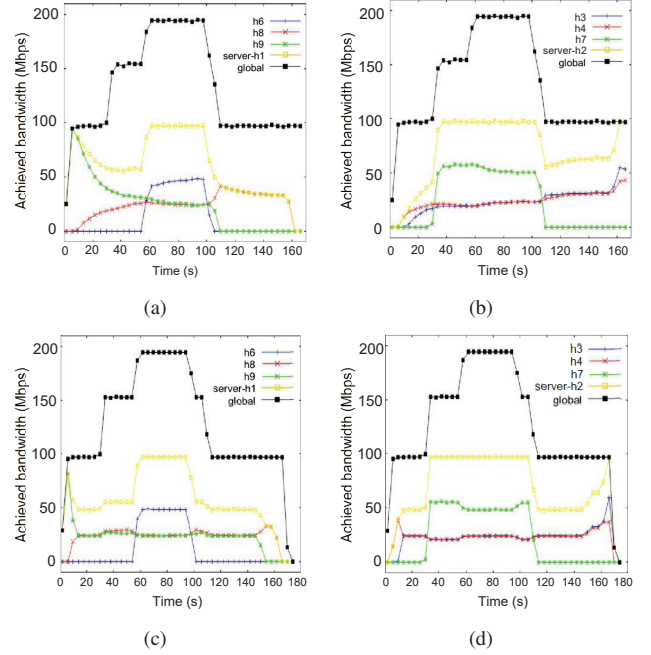 200
150
100
50
0
Achieved bandwidth (Mbps)
h6
h8
h9
server-h1
global
0 20 40 60 80 100 120 140 160
Time (s)
(a)
200
150
100
50
0
Achieved bandwidth (Mbps)
h3
h4
h7
server-h2
global
0 20 40 60 80 100 120 140 160
Time (s)
(b)
200
150
100
50
0
Achieved bandwidth (Mbps)
h6
h8
h9
server-h1
global
0 20 40 60 80 100 120 140 160 180
Time (s)
(c)
200
150
100
50
0
Achieved bandwidth (Mbps)
h3
h4
h7
server-h2
global
0 20 40 60 80 100 120 140 160 180
Time (s)
(d)